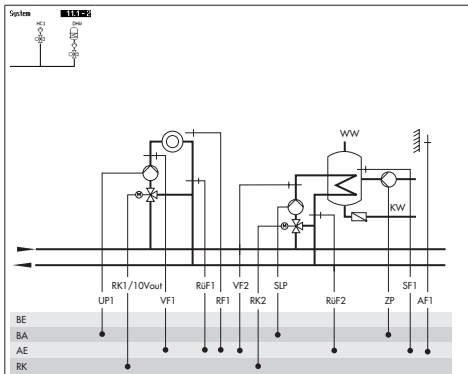 System 11.1-2
HC1 DHW
WW
KW
RK1/10Vout RüF1 VF2 SLP SF1
UP1 VF1 RF1 RK2 RüF2 ZP AF1
BE
BA
AE
RK